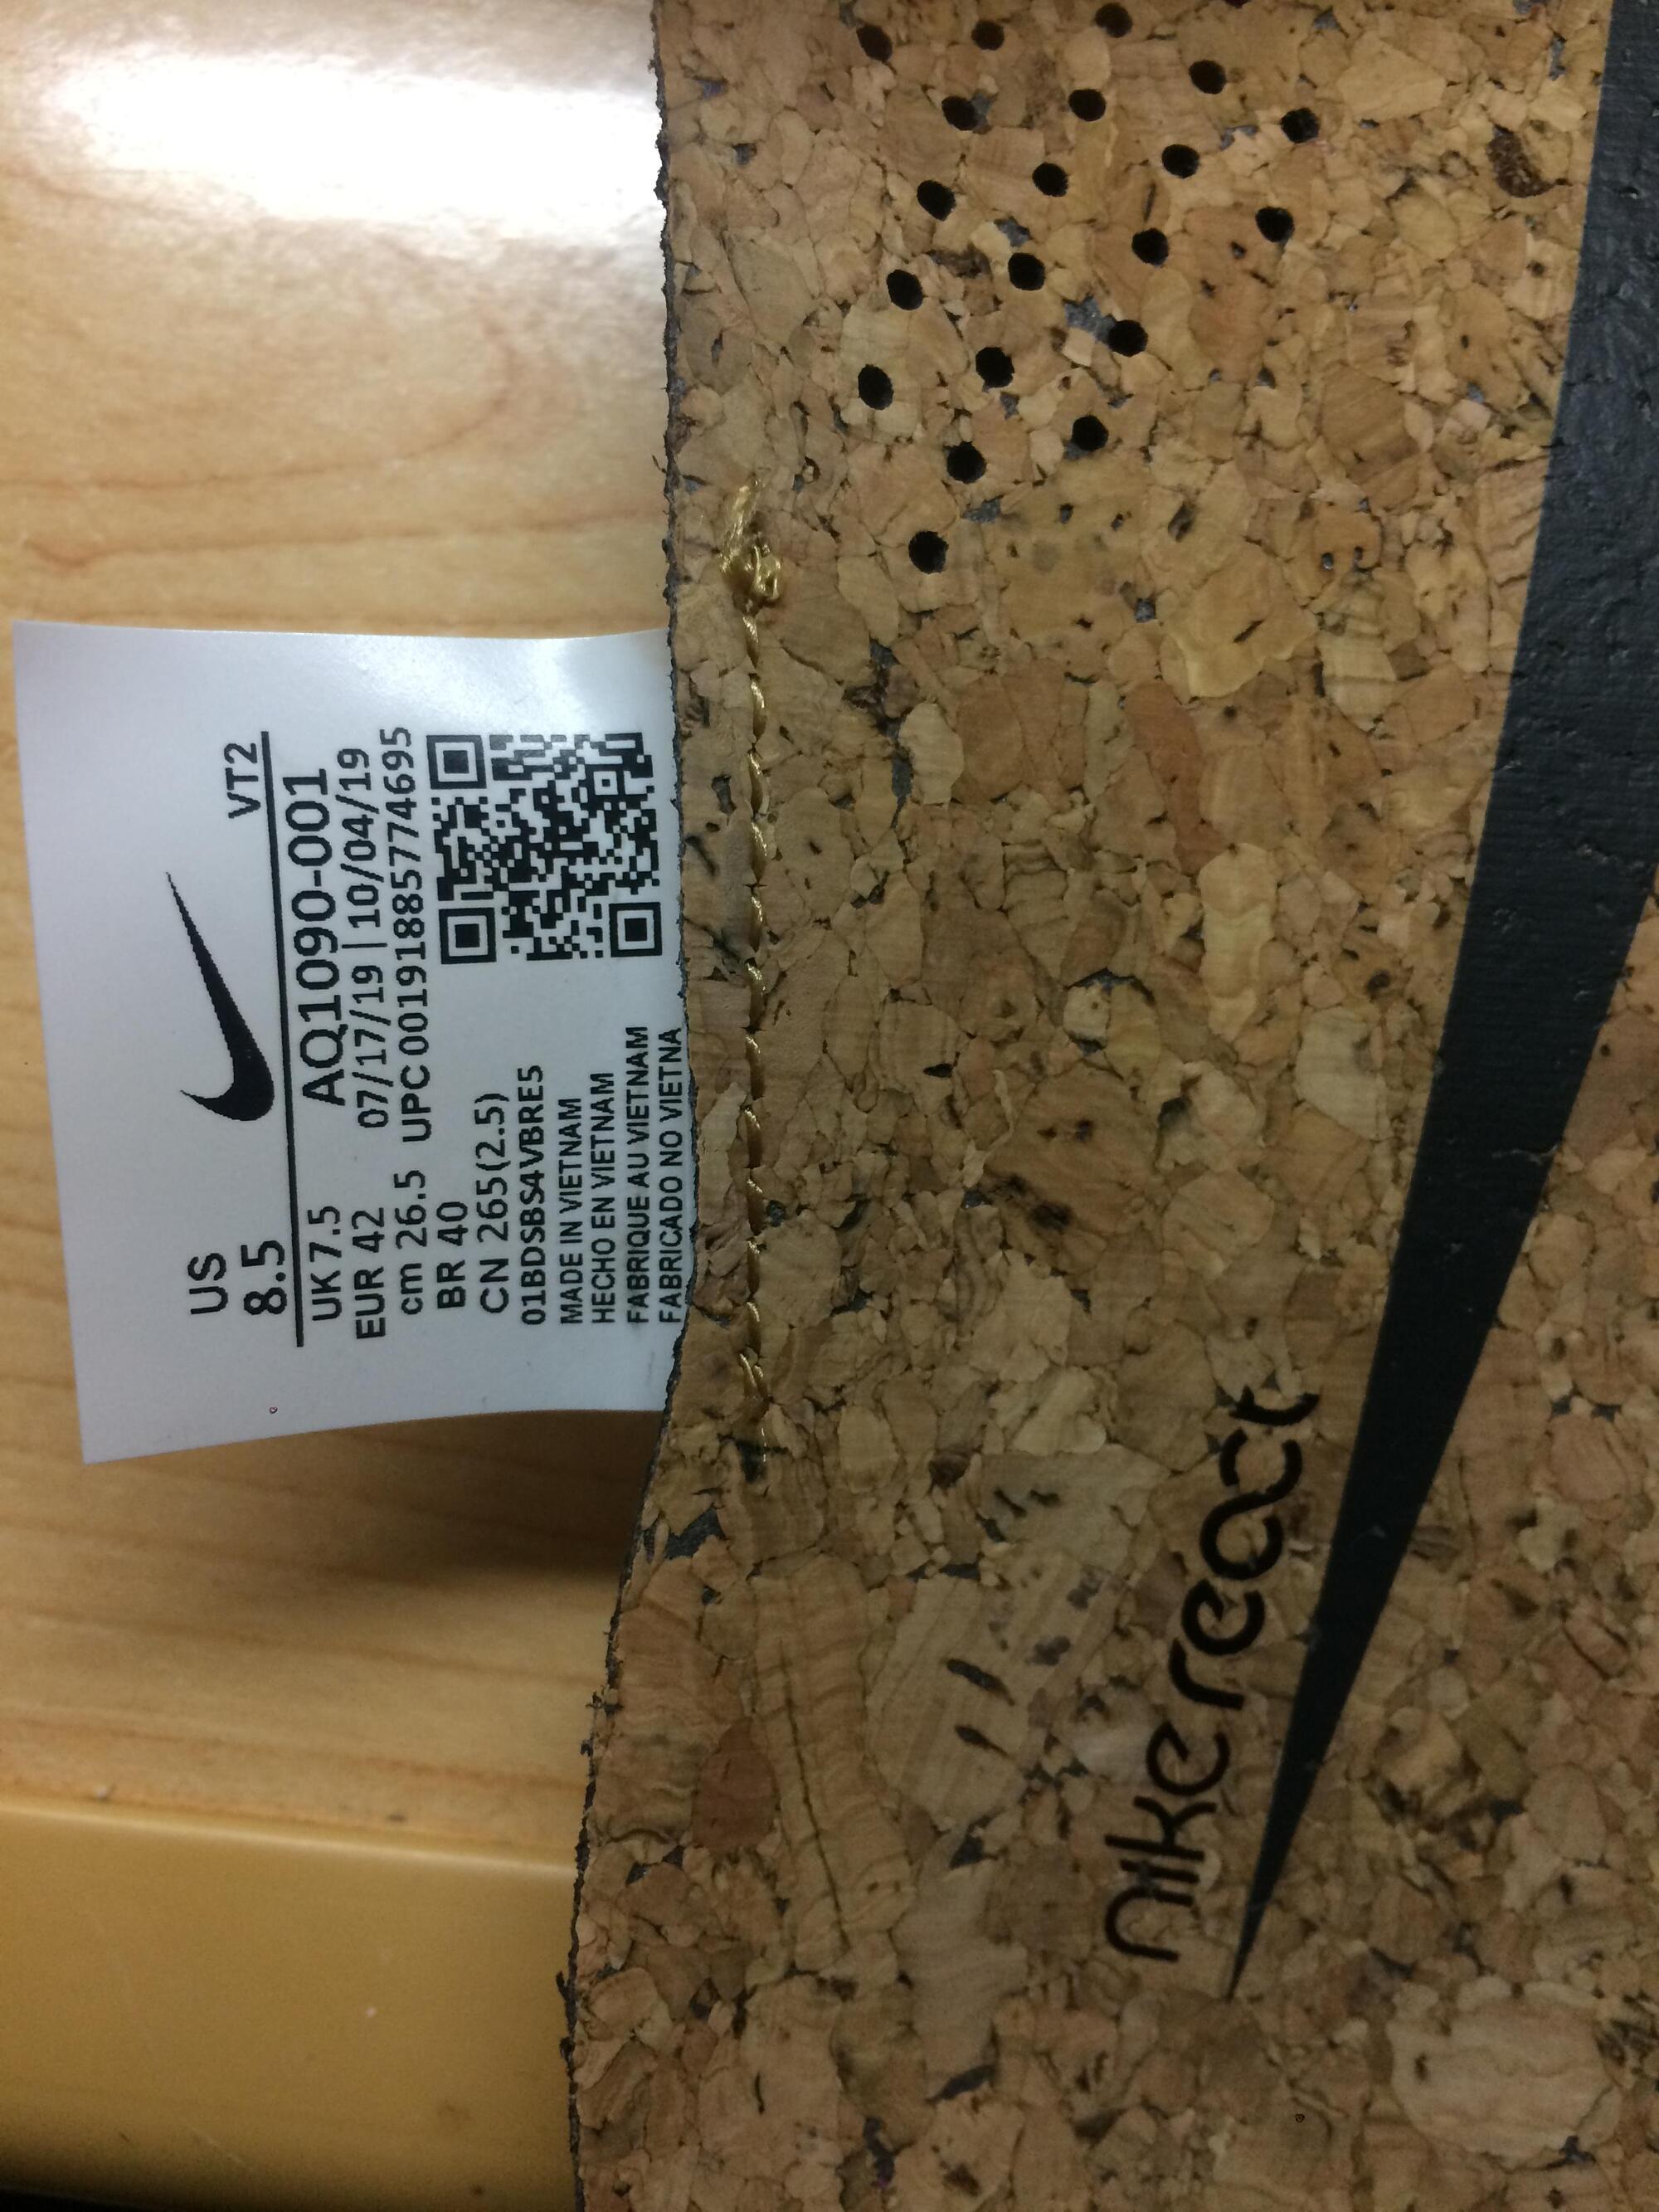 US
8.5
VT2
UK 7.5
AQ1090-001
EUR 42
07/17/19 | 10/04/19
cm 26.5
UPC 00191885774695
BR 40
CN 265(2.5)
01BDSBS4VBRE5
MADE IN VIETNAM
HECHO EN VIETNAM
FABRIQUE AU VIETNAM
FABRICADO NO VIETNA
nike react